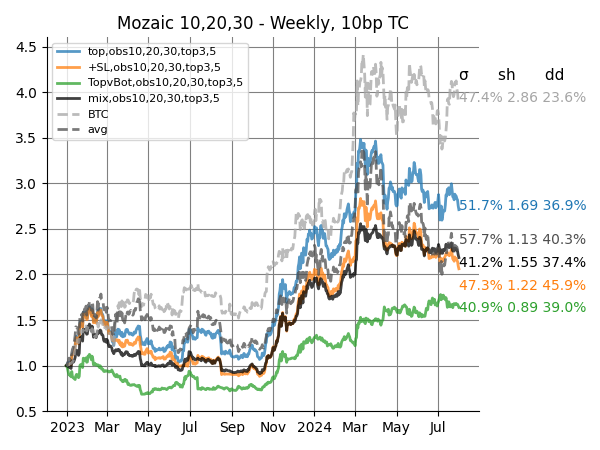 Mozaic 10,20,30 - Weekly, 10bp TC
top,obs10,20,30,top3,5
+SL,obs10,20,30,top3,5
TopvBot,obs10,20,30,top3,5
mix,obs10,20,30,top3,5
BTC
avg
σ sh dd
47.4% 2.86 23.6%
51.7% 1.69 36.9%
57.7% 1.13 40.3%
41.2% 1.55 37.4%
47.3% 1.22 45.9%
40.9% 0.89 39.0%
4.5
4.0
3.5
3.0
2.5
2.0
1.5
1.0
0.5
2023 Mar May Jul Sep Nov 2024 Mar May Jul